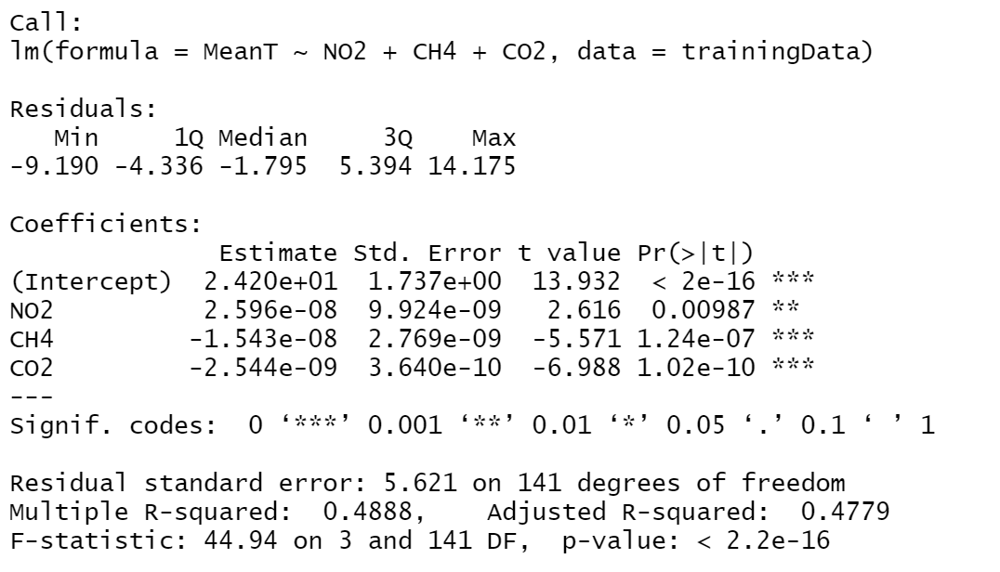 Call:
lm(formula = MeanT ~ NO2 + CH4 + CO2, data = trainingData)
Residuals:
   Min     1Q Median     3Q    Max
-9.190 -4.336 -1.795  5.394 14.175
Coefficients:
              Estimate Std. Error t value Pr(>|t|)
(Intercept)  2.420e+01  1.737e+00  13.932  < 2e-16 ***
NO2          2.596e-08  9.924e-09   2.616  0.00987 **
CH4         -1.543e-08  2.769e-09  -5.571 1.24e-07 ***
CO2         -2.544e-09  3.640e-10  -6.988 1.02e-10 ***
---
Signif. codes:  0 ‘***’ 0.001 ‘**’ 0.01 ‘*’ 0.05 ‘.’ 0.1 ‘ ’ 1
Residual standard error: 5.621 on 141 degrees of freedom
Multiple R-squared:  0.4888,    Adjusted R-squared:  0.4779
F-statistic: 44.94 on 3 and 141 DF,  p-value: < 2.2e-16